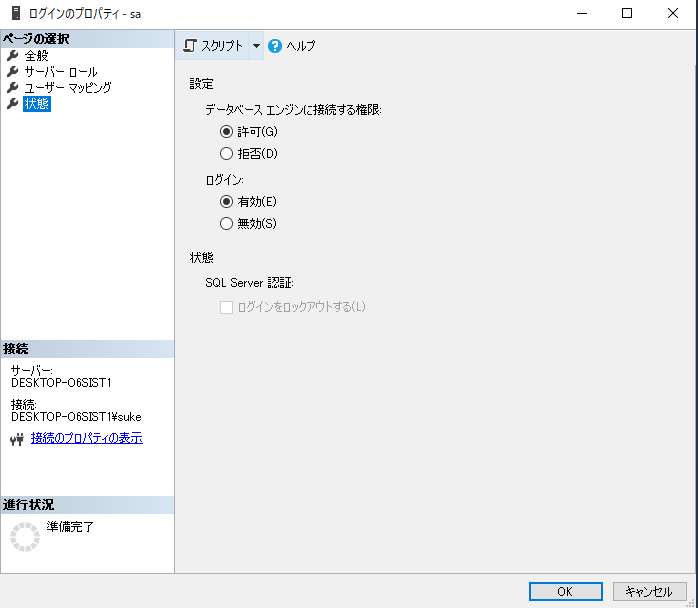 ログインのプロパティ - sa
ページの選択
全般
サーバー ロール
ユーザー マッピング
状態
スクリプト
ヘルプ
設定
データベース エンジンに接続する権限:
許可(G)
拒否(D)
ログイン:
有効(E)
無効(S)
状態
SQL Server 認証:
ログインをロックアウトする(L)
接続
サーバー:
DESKTOP-O6SIST1
接続:
DESKTOP-O6SIST1¥suke
接続のプロパティの表示
進行状況
準備完了
OK
キャンセル